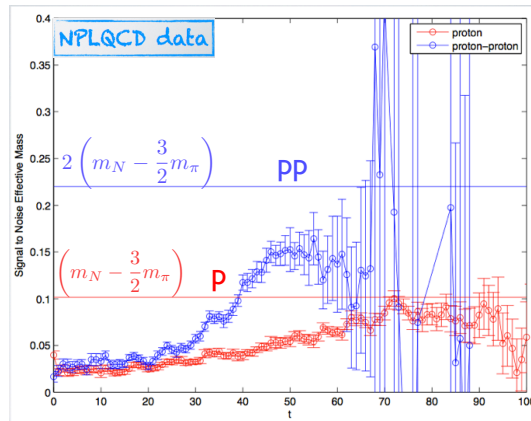 NPLQCD data
proton
proton-proton
0.4
0.35
0.3
0.25
0.2
0.15
0.1
0.05
0
Signal to Noise Effective Mass
2 (m_N − 3/2 m_π)
PP
(m_N − 3/2 m_π)
P
0 10 20 30 40 50 60 70 80 90 100
t